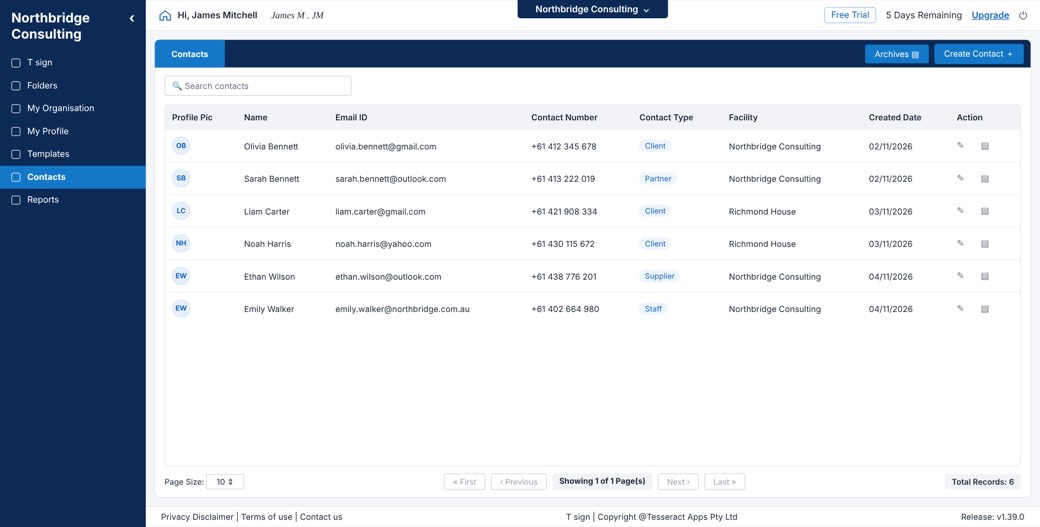 Northbridge
Consulting
‹
T sign
Folders
My Organisation
My Profile
Templates
Contacts
Reports
Hi, James Mitchell James M . JM
Northbridge Consulting
Free Trial 5 Days Remaining Upgrade
Contacts
Archives Create Contact +
Search contacts
Profile Pic Name Email ID Contact Number Contact Type Facility Created Date Action
OB Olivia Bennett olivia.bennett@gmail.com +61 412 345 678 Client Northbridge Consulting 02/11/2026
SB Sarah Bennett sarah.bennett@outlook.com +61 413 222 019 Partner Northbridge Consulting 02/11/2026
LC Liam Carter liam.carter@gmail.com +61 421 908 334 Client Richmond House 03/11/2026
NH Noah Harris noah.harris@yahoo.com +61 430 115 672 Client Richmond House 03/11/2026
EW Ethan Wilson ethan.wilson@outlook.com +61 438 776 201 Supplier Northbridge Consulting 04/11/2026
EW Emily Walker emily.walker@northbridge.com.au +61 402 664 980 Staff Northbridge Consulting 04/11/2026
Page Size: 10 « First ‹ Previous Showing 1 of 1 Page(s) Next › Last » Total Records: 6
Privacy Disclaimer | Terms of use | Contact us T sign | Copyright @Tesseract Apps Pty Ltd Release: v1.39.0